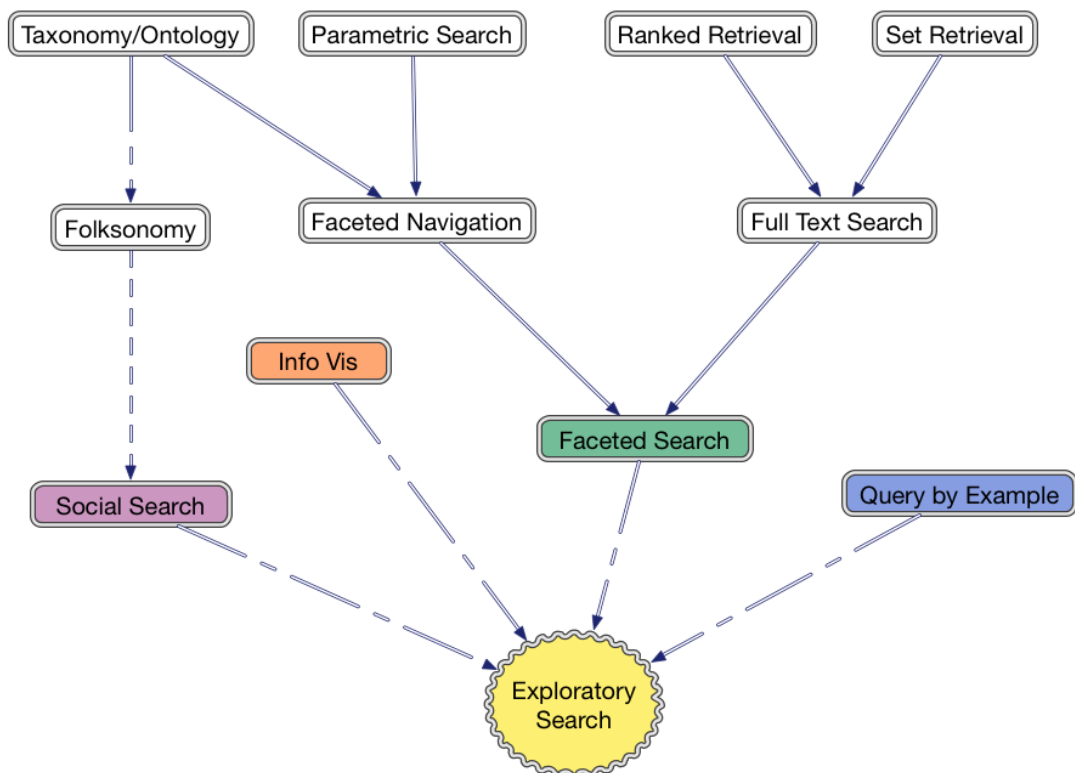 Taxonomy/Ontology
Parametric Search
Ranked Retrieval
Set Retrieval
Folksonomy
Faceted Navigation
Full Text Search
Info Vis
Faceted Search
Social Search
Query by Example
Exploratory
Search